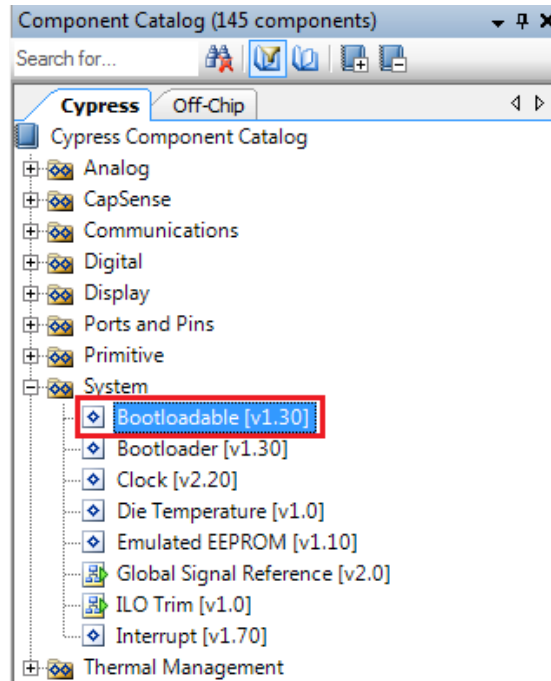 Component Catalog (145 components)
Search for...
Cypress Off-Chip
Cypress Component Catalog
Analog
CapSense
Communications
Digital
Display
Ports and Pins
Primitive
System
Bootloadable [v1.30]
Bootloader [v1.30]
Clock [v2.20]
Die Temperature [v1.0]
Emulated EEPROM [v1.10]
Global Signal Reference [v2.0]
ILO Trim [v1.0]
Interrupt [v1.70]
Thermal Management